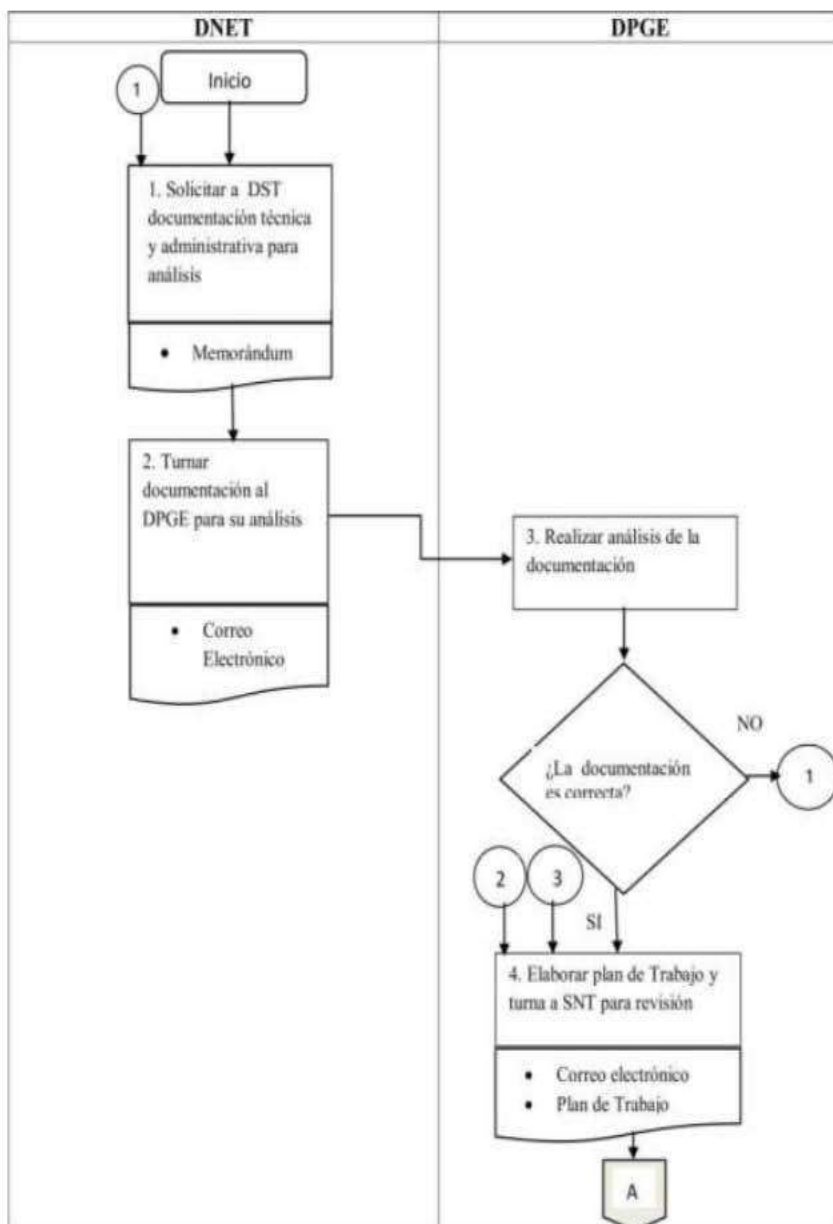 DNET
DPGE
1
Inicio
1. Solicitar a DST
documentación técnica
y administrativa para
análisis
• Memorándum
2. Turnar
documentación al
DPGE para su análisis
• Correo
Electrónico
3. Realizar análisis de la
documentación
¿La documentación
es correcta?
NO
1
2
3
SI
4. Elaborar plan de Trabajo y
turna a SNT para revisión
• Correo electrónico
• Plan de Trabajo
A